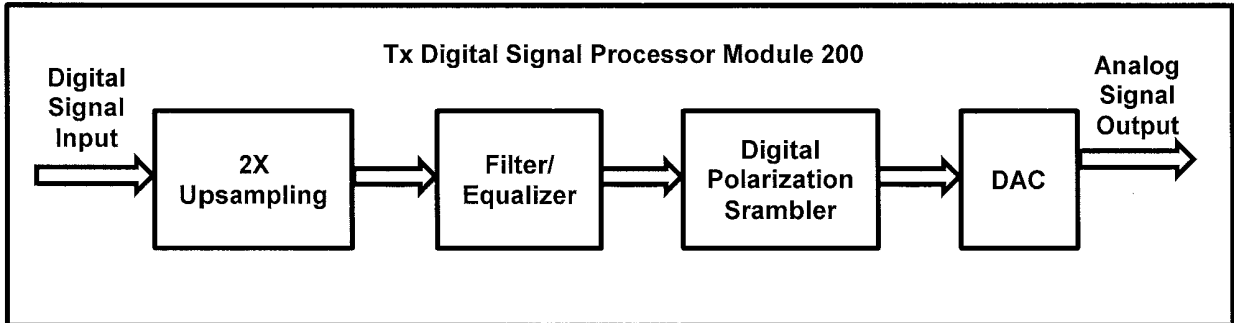 Tx Digital Signal Processor Module 200
Digital
Signal
Input
2X
Upsampling
Filter/
Equalizer
Digital
Polarization
Srambler
DAC
Analog
Signal
Output